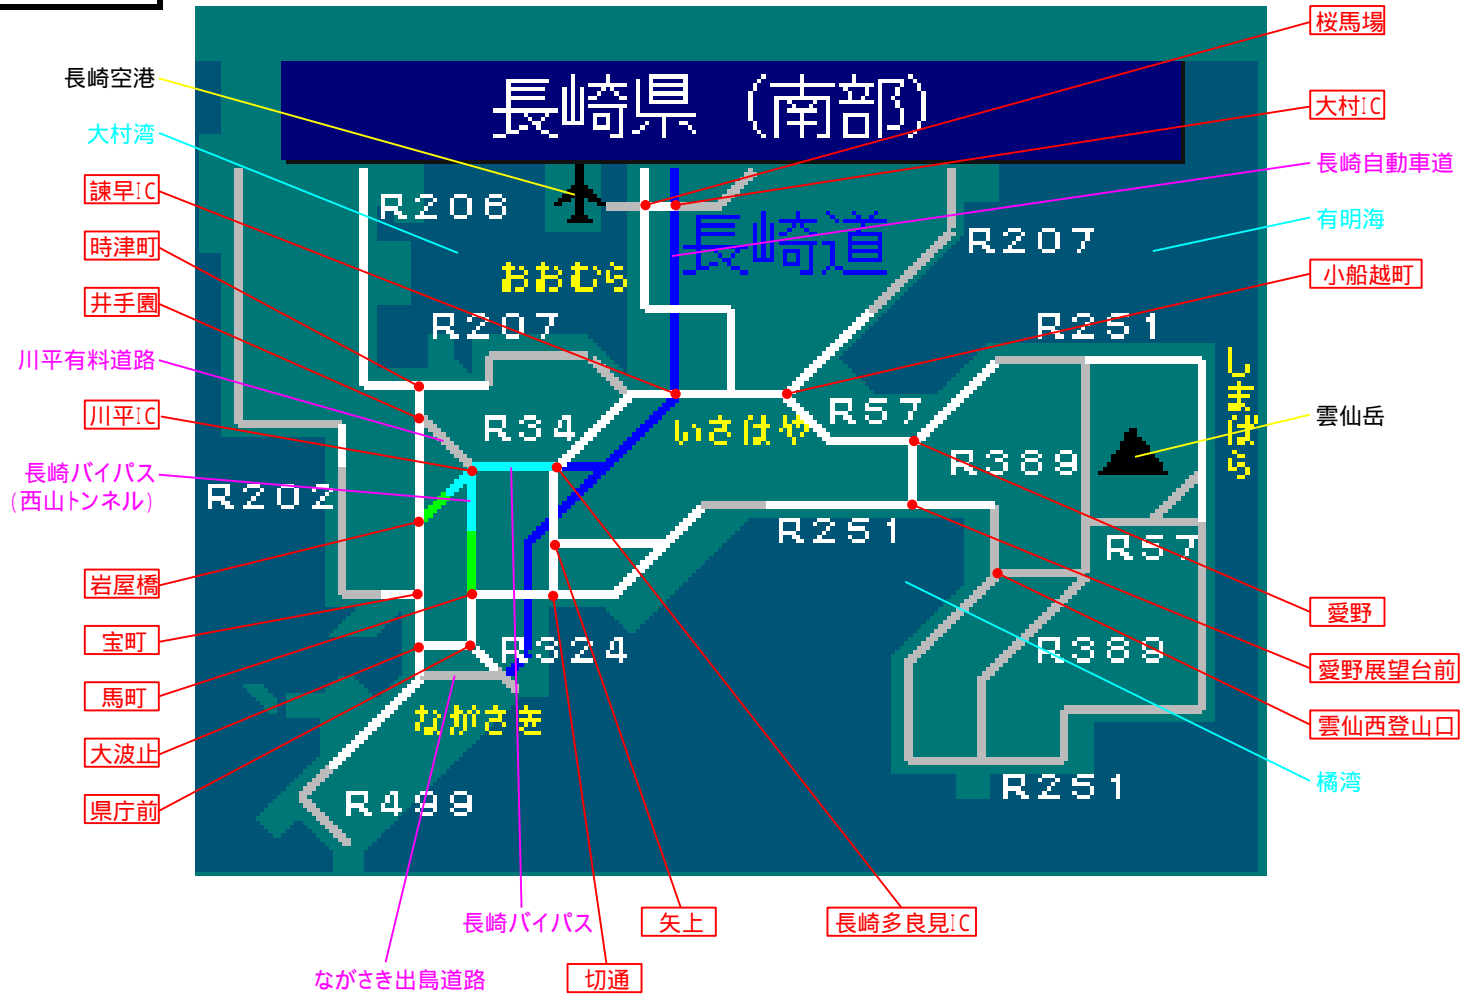 長崎県 (南部)
桜馬場
長崎空港
大村IC
大村湾
長崎自動車道
諫早IC
R206
長崎道
有明海
R207
時津町
おおむら
小船越町
井手園
R207
R251
川平有料道路
しまばら
川平IC
R34
いさはや
R57
雲仙岳
長崎バイパス
(西山トンネル)
R202
R389
R251
R57
岩屋橋
宝町
R324
R389
愛野
馬町
愛野展望台前
ながさき
大波止
雲仙西登山口
県庁前
R499
R251
橘湾
長崎バイパス
矢上
長崎多良見IC
ながさき出島道路
切通